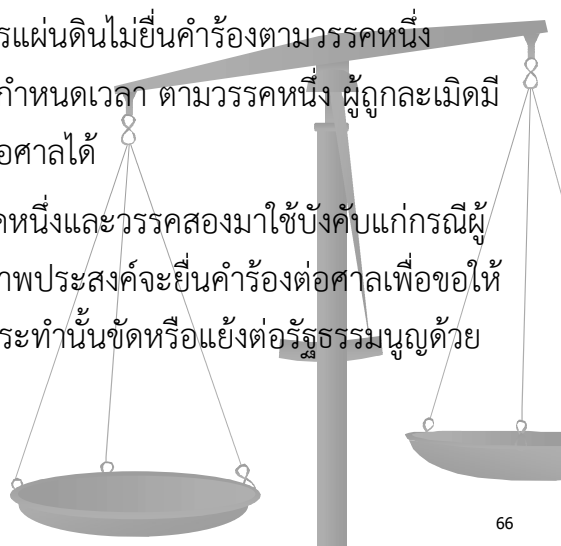 รแผ่นดินไม่ยื่นคำร้องตามวรรคหนึ่ง
กำหนดเวลา ตามวรรคหนึ่ง ผู้ถูกละเมิดมี
อศาลได้
คหนึ่งและวรรคสองมาใช้บังคับแก่กรณีผู้
าพประสงค์จะยื่นคำร้องต่อศาลเพื่อขอให้
ระทำนั้นขัดหรือแย้งต่อรัฐธรรมนูญด้วย
66